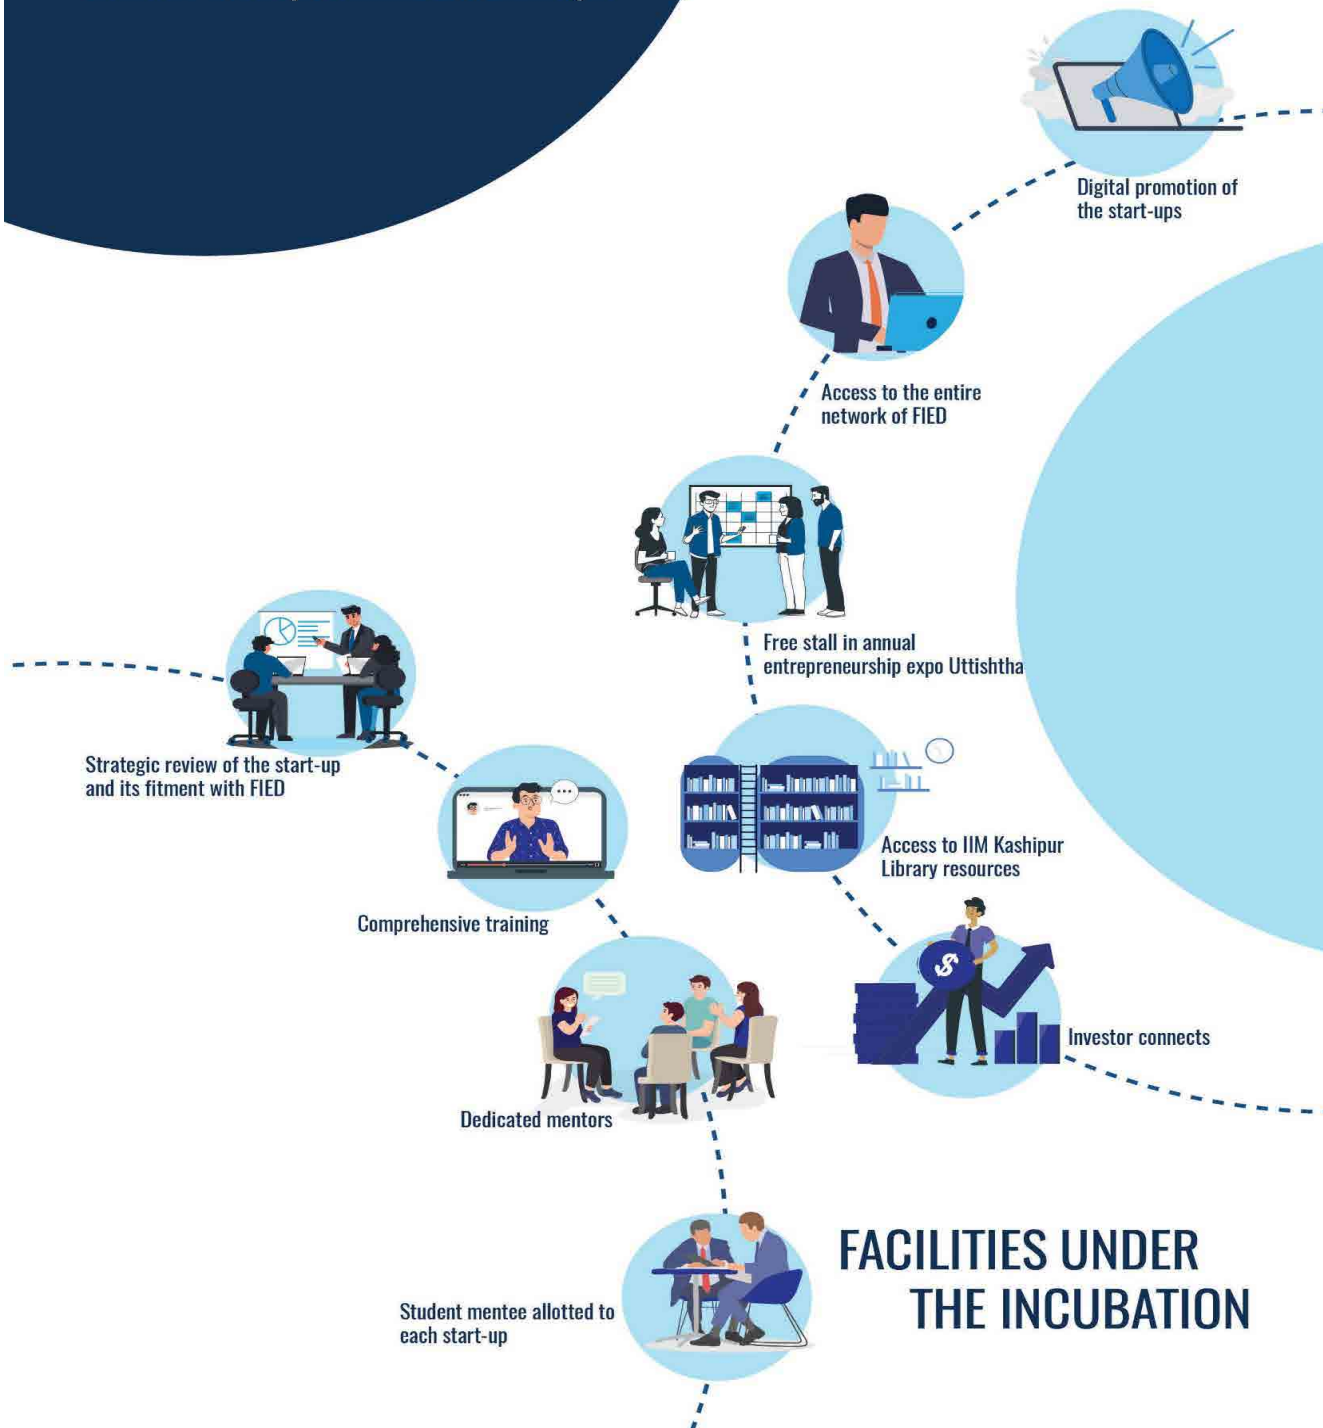 Digital promotion of
the start-ups
Access to the entire
network of FIED
Free stall in annual
entrepreneurship expo Uttishtha
Strategic review of the start-up
and its fitment with FIED
Access to IIM Kashipur
Library resources
Comprehensive training
Investor connects
Dedicated mentors
Student mentee allotted to
each start-up
FACILITIES UNDER
THE INCUBATION